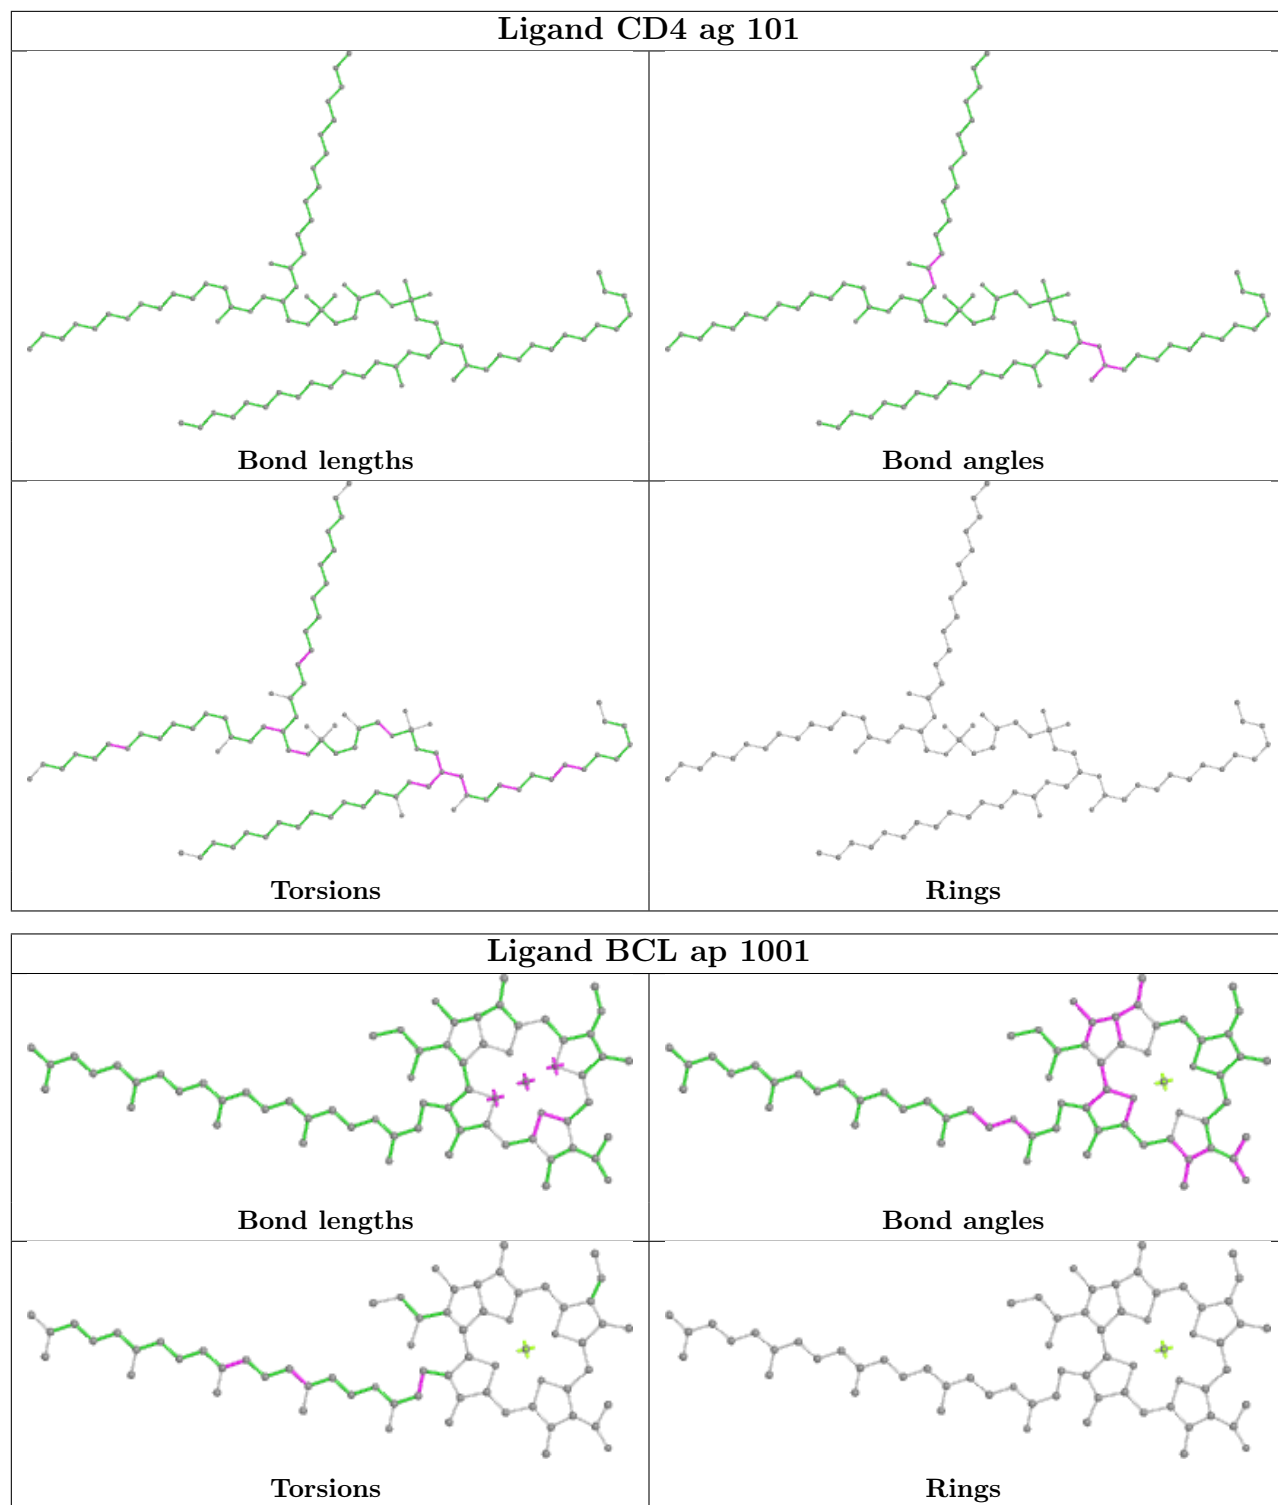 Ligand CD4 ag 101
Bond lengths
Bond angles
Torsions
Rings
Ligand BCL ap 1001
Bond lengths
Bond angles
Torsions
Rings